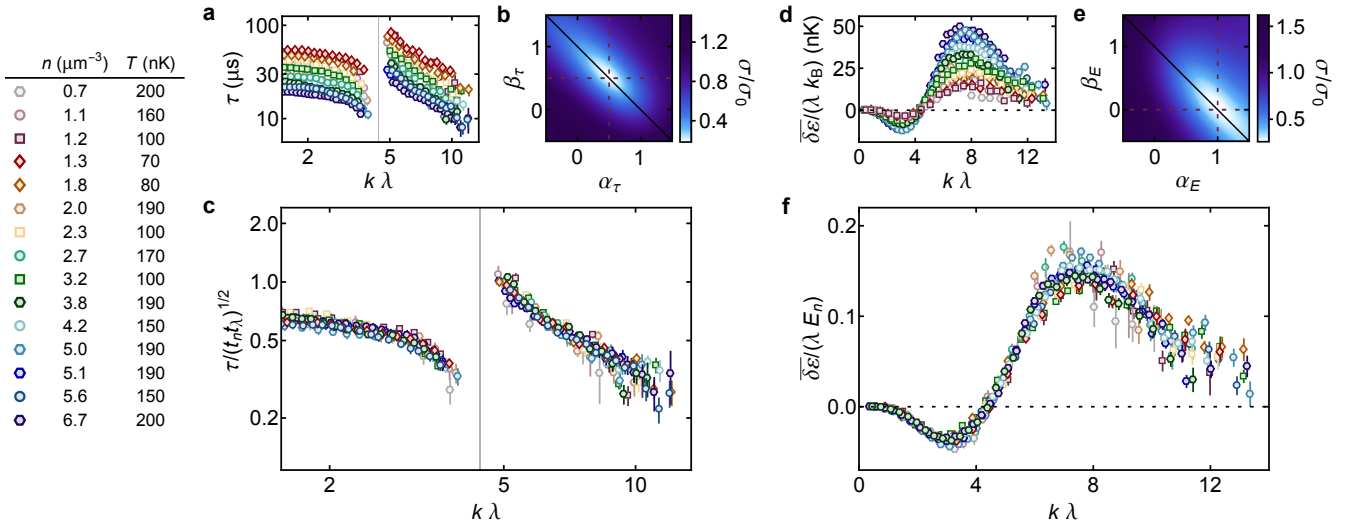 n (μm⁻³) T (nK)
0.7 200
1.1 160
1.2 100
1.3 70
1.8 80
2.0 190
2.3 100
2.7 170
3.2 100
3.8 190
4.2 150
5.0 190
5.1 190
5.6 150
6.7 200
a
τ (μs)
100
30
10
2 5 10
k λ
b
β_τ
1
0
0 1
α_τ
1.2
0.8
0.4
σ/σ₀
c
τ/(t_n t_λ)^{1/2}
2.0
1.0
0.5
0.2
2 5 10
k λ
d
\overline{δε}/(λ k_B) (nK)
50
25
0
0 4 8 12
k λ
e
β_E
1
0
0 1
α_E
1.5
1.0
0.5
σ/σ₀
f
\overline{δε}/(λ E_n)
0.2
0.1
0.0
0 4 8 12
k λ